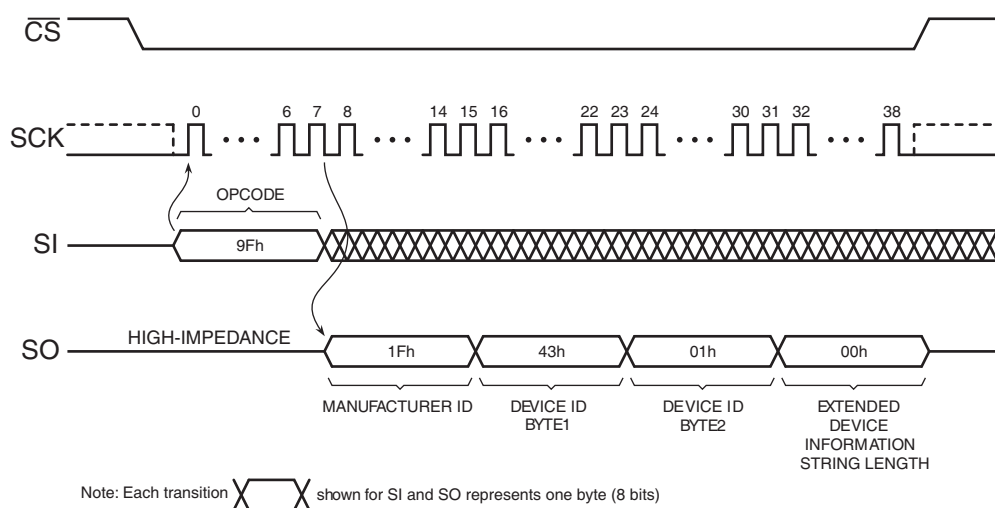 CS
0 6 7 8 14 15 16 22 23 24 30 31 32 38
SCK
OPCODE
SI
9Fh
HIGH-IMPEDANCE
SO
1Fh 43h 01h 00h
MANUFACTURER ID
DEVICE ID
BYTE1
DEVICE ID
BYTE2
EXTENDED
DEVICE
INFORMATION
STRING LENGTH
Note: Each transition shown for SI and SO represents one byte (8 bits)